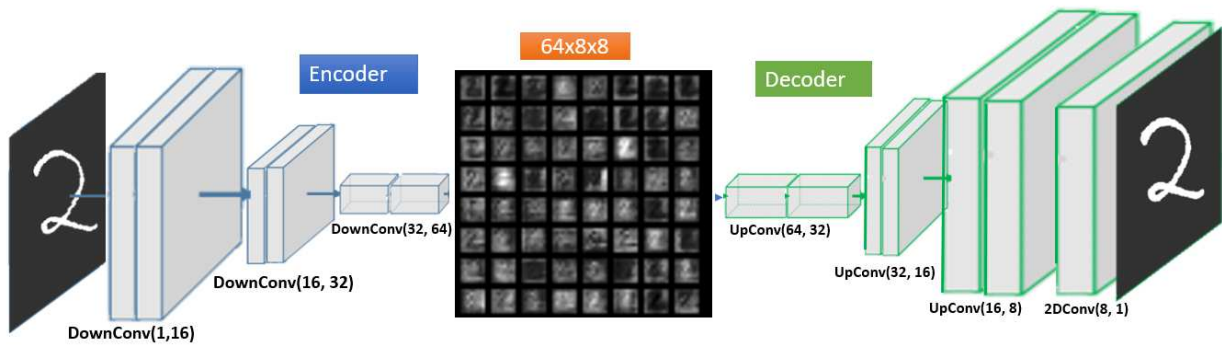 Encoder
64x8x8
Decoder
2
2
DownConv(1,16)
DownConv(16, 32)
DownConv(32, 64)
UpConv(64, 32)
UpConv(32, 16)
UpConv(16, 8)
2DConv(8, 1)